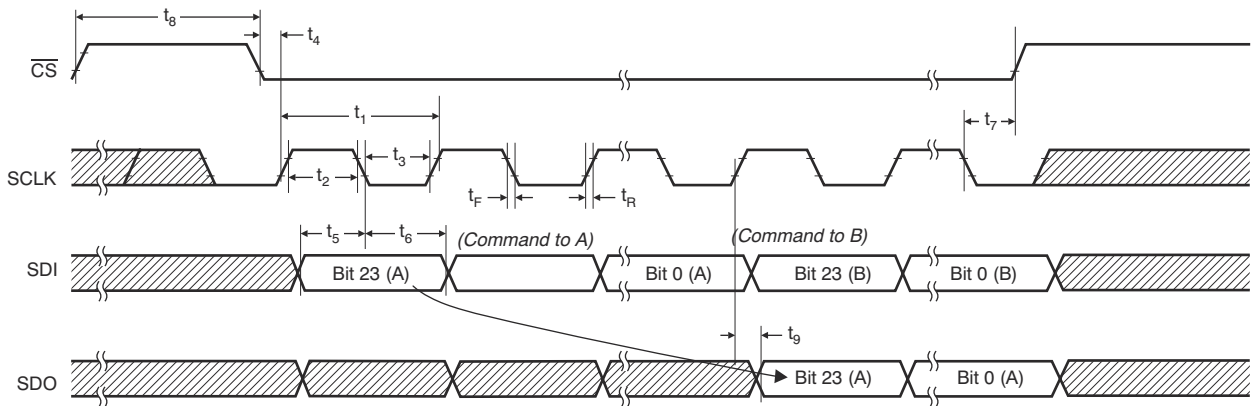 t8
t4
CS
t1
t7
SCLK
t2
t3
tF
tR
t5
t6
(Command to A)
(Command to B)
SDI
Bit 23 (A)
Bit 0 (A)
Bit 23 (B)
Bit 0 (B)
t9
SDO
Bit 23 (A)
Bit 0 (A)